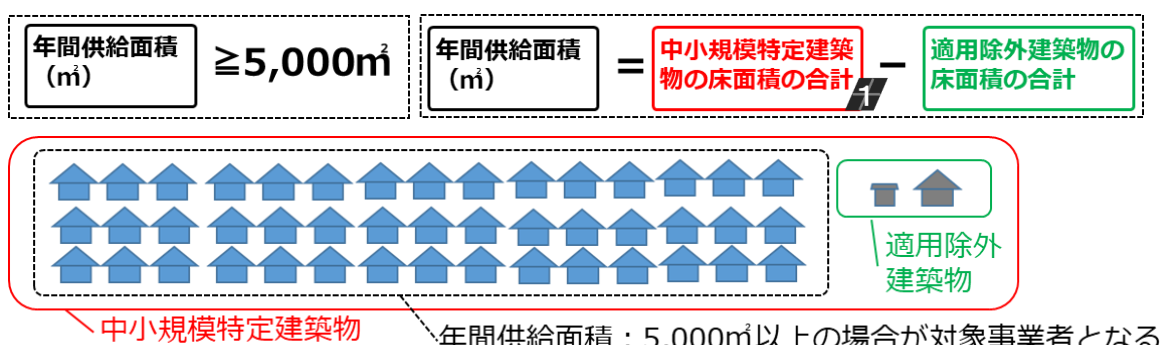 年間供給面積
（㎡）
≧5,000㎡
年間供給面積
（㎡）
＝
中小規模特定建築
物の床面積の合計
1
−
適用除外建築物の
床面積の合計
適用除外
建築物
中小規模特定建築物
年間供給面積：5,000㎡以上の場合が対象事業者となる